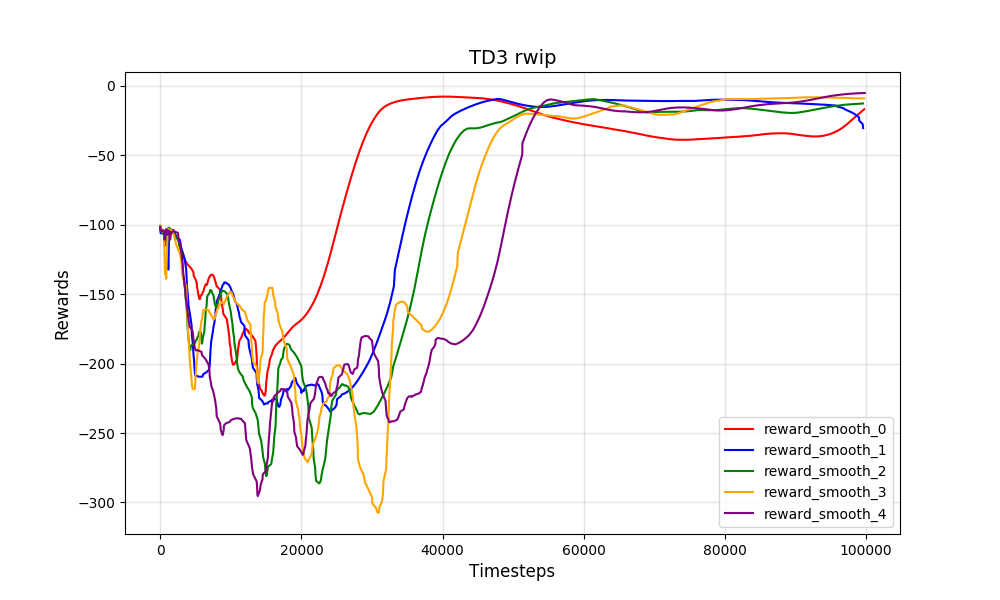 TD3 rwip
Rewards
0
−50
−100
−150
−200
−250
−300
reward_smooth_0
reward_smooth_1
reward_smooth_2
reward_smooth_3
reward_smooth_4
0 20000 40000 60000 80000 100000
Timesteps